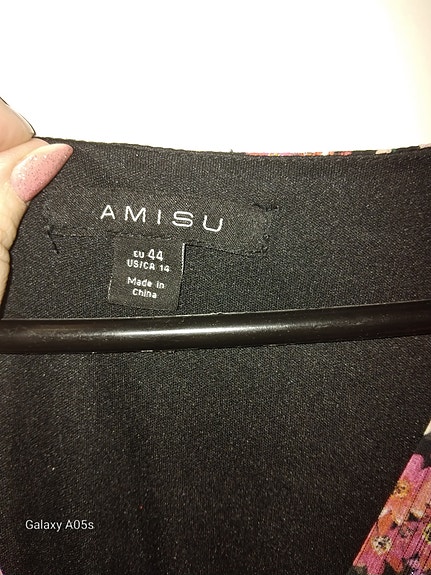 AMISU
EU 44
US/CA 14
Made in
China
Galaxy A05s